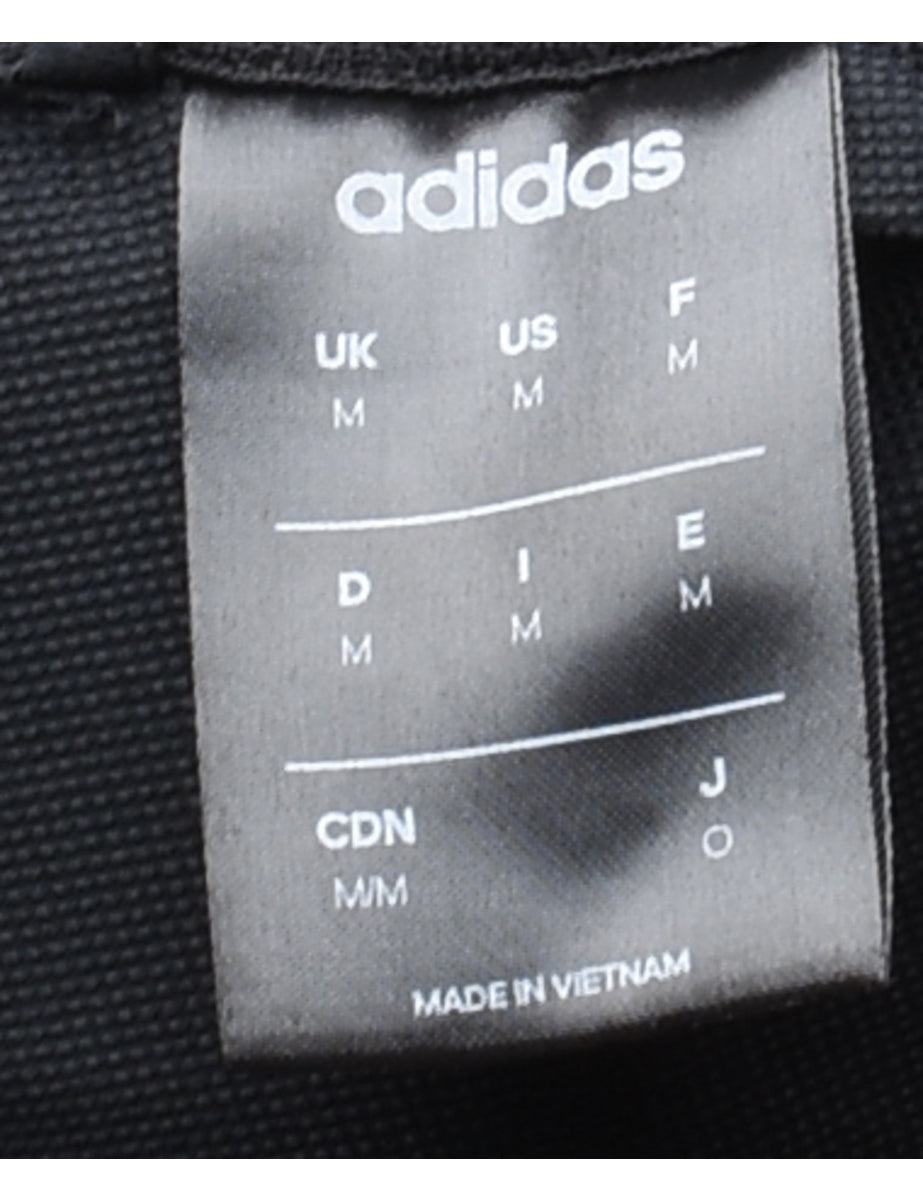 adidas
UK US F
M M M
D I E
M M M
CDN J
M/M O
MADE IN VIETNAM